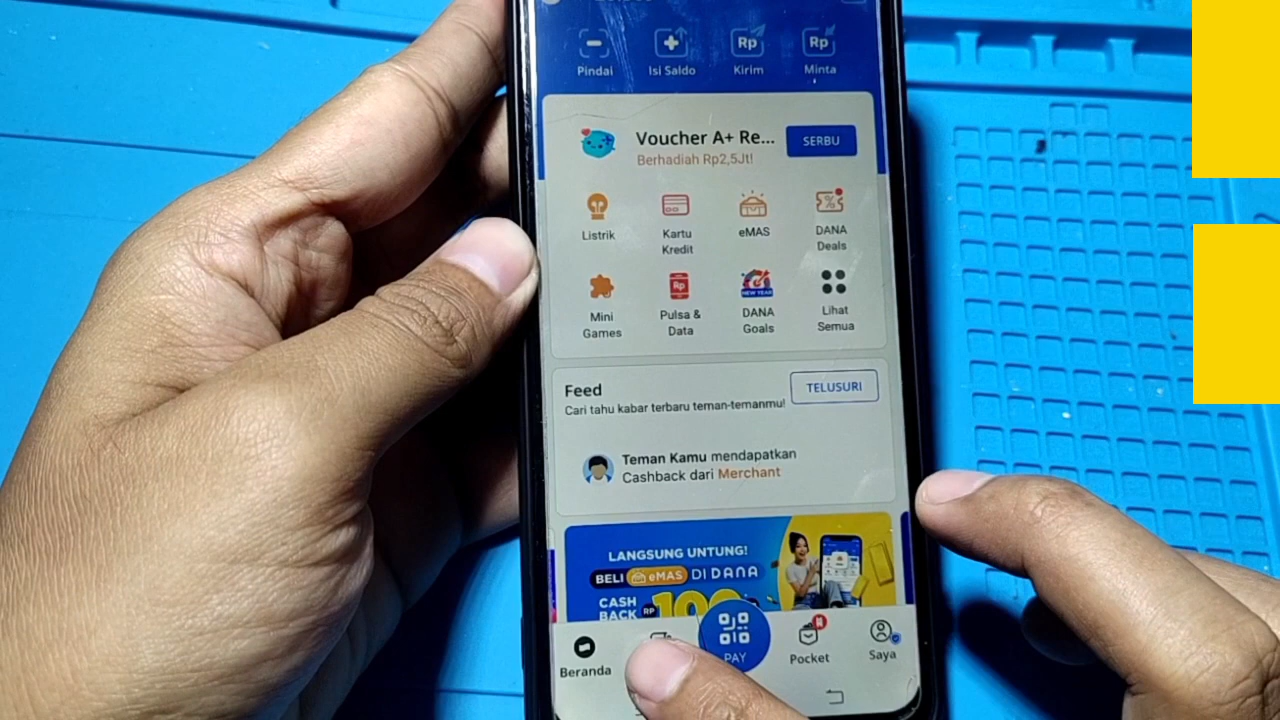 Pindai
Isi Saldo
Kirim
Minta
Rp
Rp
Voucher A+ Re...
Berhadiah Rp2,5Jt!
SERBU
Listrik
Kartu
Kredit
eMAS
DANA
Deals
Mini
Games
Rp
Pulsa &
Data
NEW YEAR
DANA
Goals
Lihat
Semua
Feed
Cari tahu kabar terbaru teman-temanmu!
TELUSURI
Teman Kamu mendapatkan
Cashback dari Merchant
LANGSUNG UNTUNG!
BELI eMAS DI DANA
CASH
BACK
RP
Beranda
PAY
Pocket
Saya